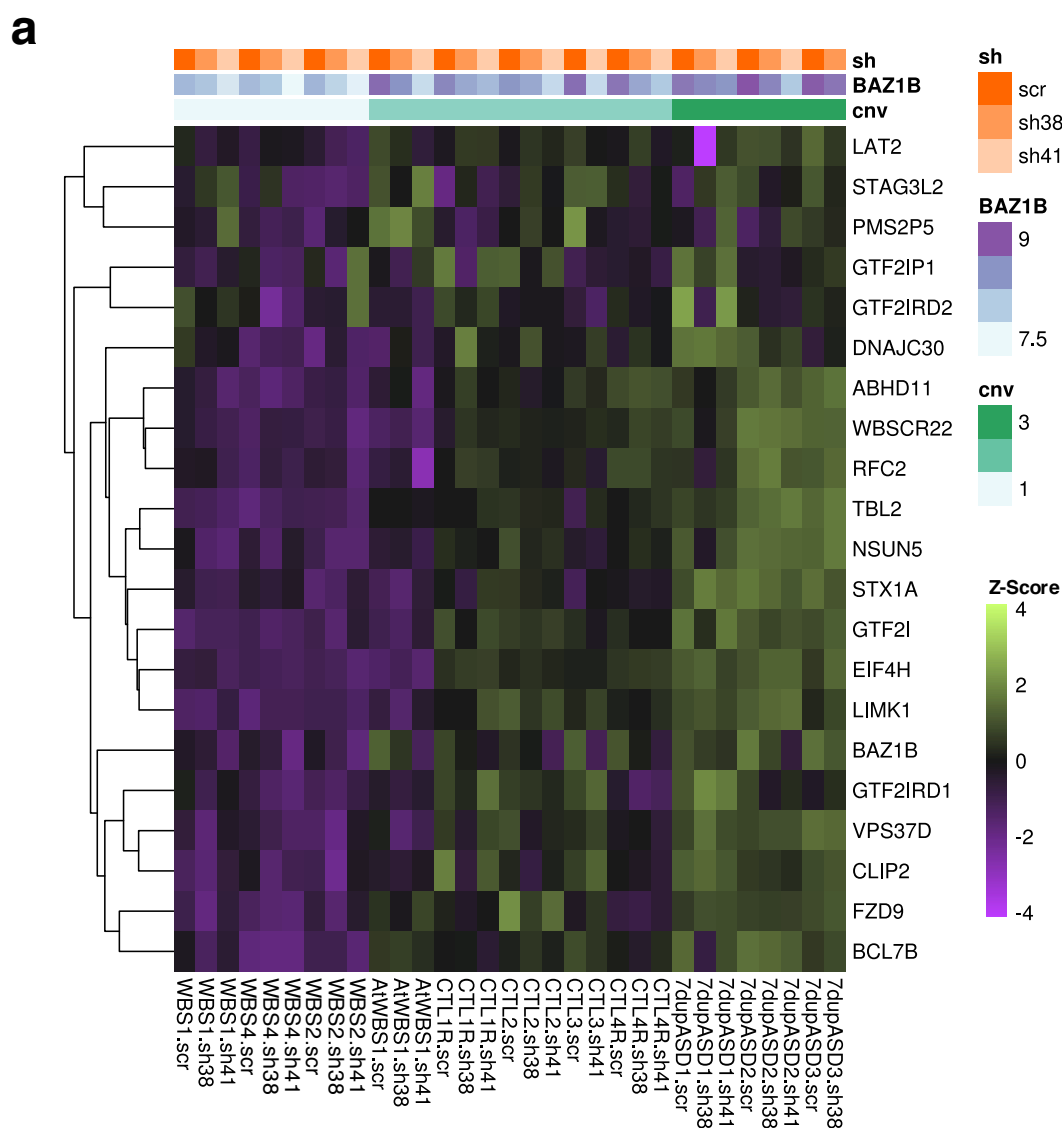 a
sh
BAZ1B
cnv
LAT2
STAG3L2
PMS2P5
GTF2IP1
GTF2IRD2
DNAJC30
ABHD11
WBSCR22
RFC2
TBL2
NSUN5
STX1A
GTF2I
EIF4H
LIMK1
BAZ1B
GTF2IRD1
VPS37D
CLIP2
FZD9
BCL7B
WBS1.scr
WBS1.sh38
WBS1.sh41
WBS4.scr
WBS4.sh38
WBS4.sh41
WBS2.scr
WBS2.sh38
WBS2.sh41
AtWBS1.scr
AtWBS1.sh38
AtWBS1.sh41
CTL1R.scr
CTL1R.sh38
CTL1R.sh41
CTL2.scr
CTL2.sh38
CTL2.sh41
CTL3.scr
CTL3.sh41
CTL4R.scr
CTL4R.sh38
CTL4R.sh41
7dupASD1.scr
7dupASD1.sh38
7dupASD1.sh41
7dupASD2.scr
7dupASD2.sh38
7dupASD2.sh41
7dupASD3.scr
7dupASD3.sh38
sh
scr
sh38
sh41
BAZ1B
9
7.5
cnv
3
1
Z-Score
4
2
0
-2
-4